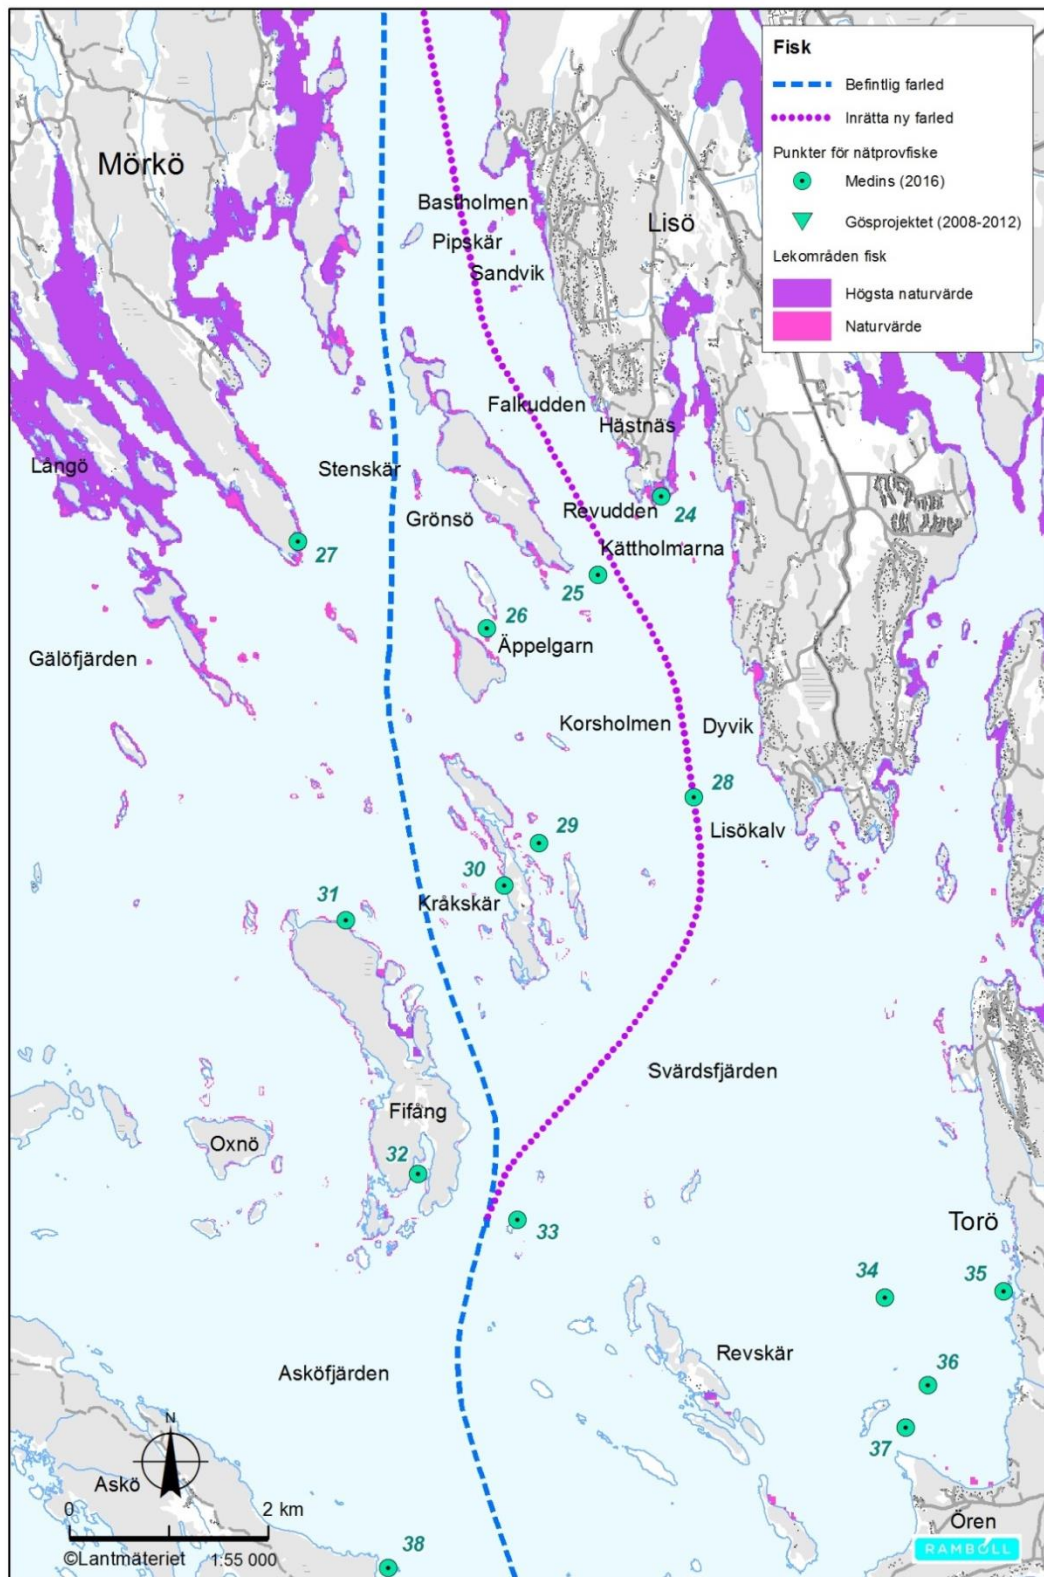 Fisk
Befintlig farled
Inrätta ny farled
Punkter för nätprovfiske
Medins (2016)
Gösprojektet (2008-2012)
Lekområden fisk
Högsta naturvärde
Naturvärde
Mörkö
Bastholmen
Lisö
Pipskär
Sandvik
Falkudden
Hästnäs
Långö
Stenskär
Grönsö
Revudden
24
Kättholmarna
27
25
26
Äppelgarn
Gälöfjärden
Korsholmen
Dyvik
28
29
Lisökalv
30
Kråkskär
31
Svärdsfjärden
Fifång
Oxnö
32
33
Torö
34
35
Revskär
Asköfjärden
36
N
37
Askö
0
2 km
Ören
38
©Lantmäteriet
1:55 000
RAMBOLL